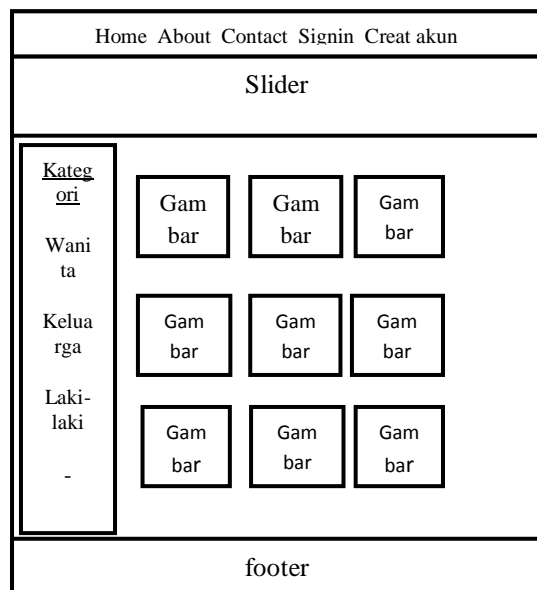 Home About Contact Signin Creat akun
Slider
Kateg
ori
Wani
ta
Kelua
rga
Laki-
laki
-
Gam
bar
Gam
bar
Gam
bar
Gam
bar
Gam
bar
Gam
bar
Gam
bar
Gam
bar
Gam
bar
footer